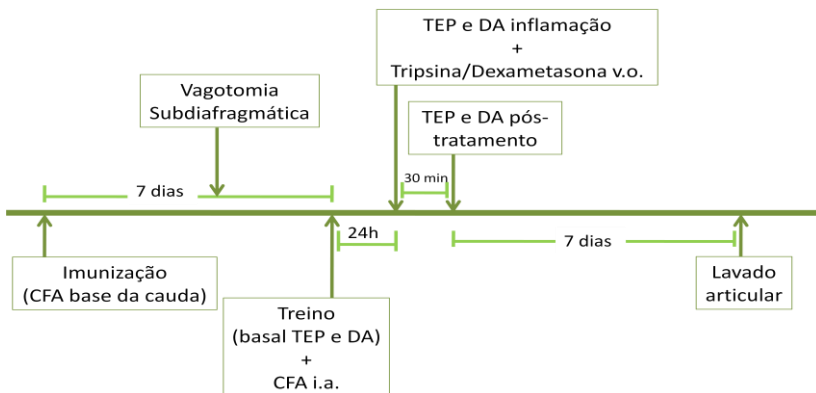 TEP e DA inflamação
+
Tripsina/Dexametasona v.o.
Vagotomia
Subdiafragmática
TEP e DA pós-
tratamento
7 dias
30 min
24h
7 dias
Imunização
(CFA base da cauda)
Treino
(basal TEP e DA)
+
CFA i.a.
Lavado
articular